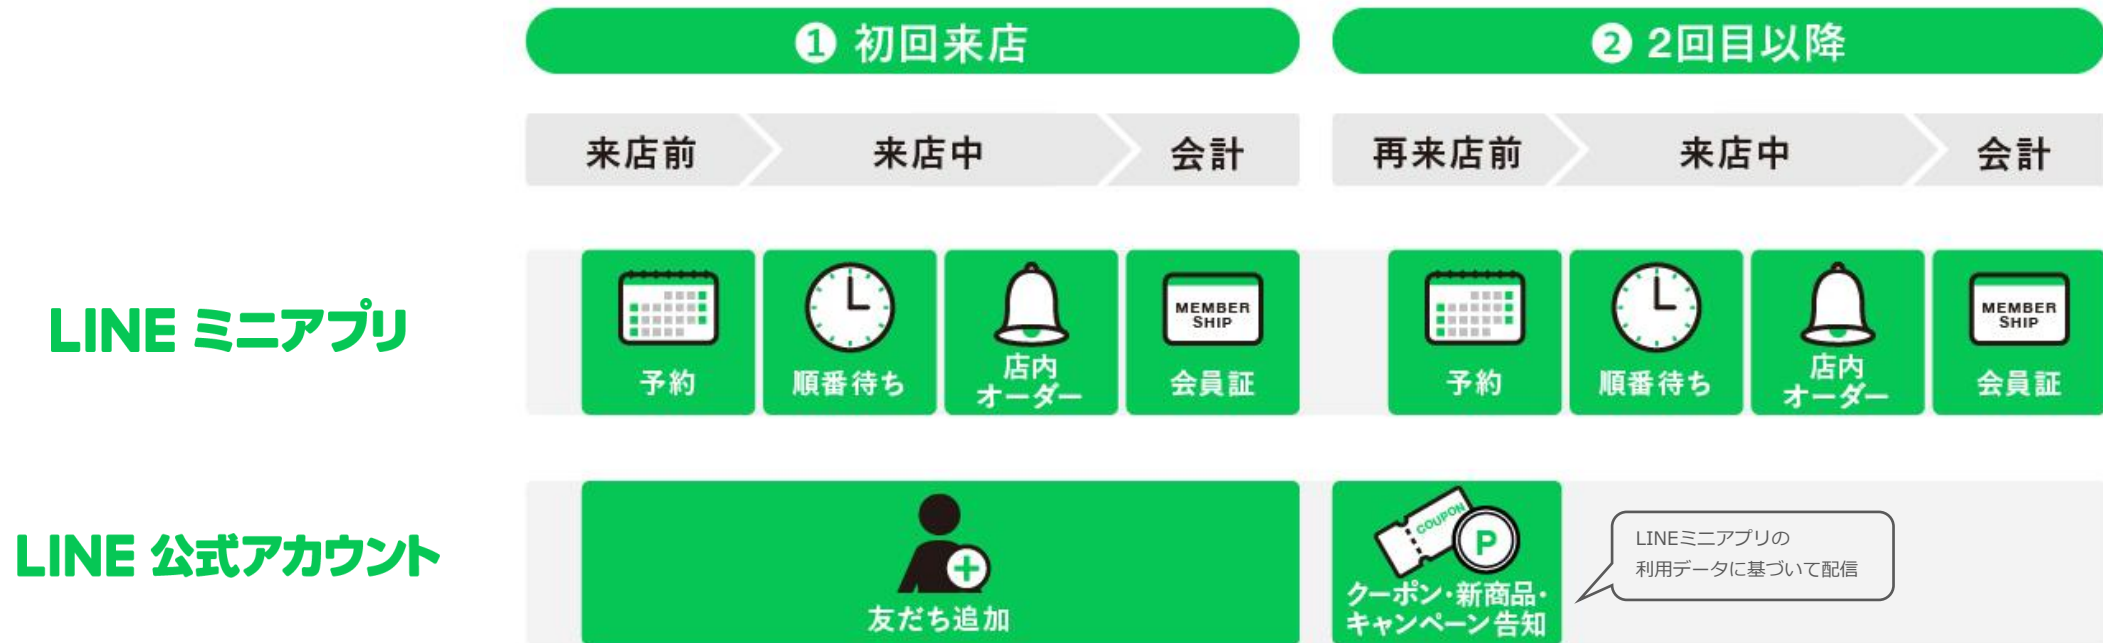 ❶ 初回来店
❷ 2回目以降
来店前
来店中
会計
再来店前
来店中
会計
LINE ミニアプリ
MEMBER
SHIP
予約
順番待ち
店内
オーダー
会員証
MEMBER
SHIP
予約
順番待ち
店内
オーダー
会員証
LINE 公式アカウント
友だち追加
COUPON
P
クーポン・新商品・
キャンペーン告知
LINEミニアプリの
利用データに基づいて配信